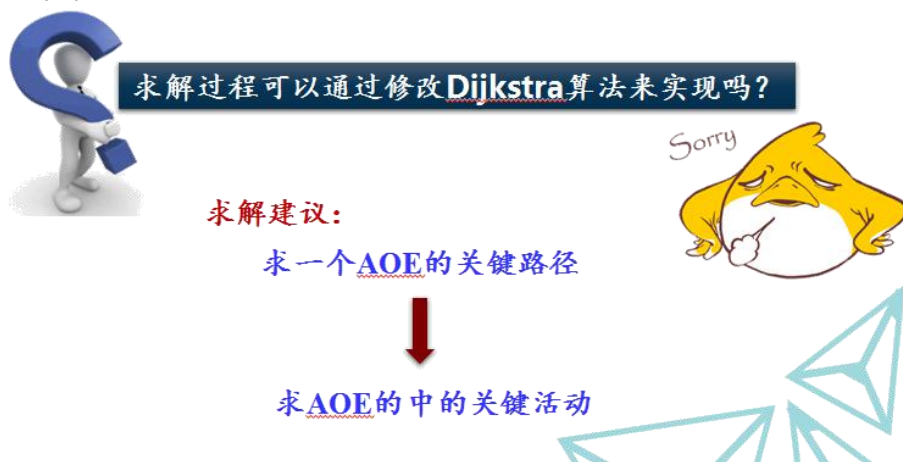 求解过程可以通过修改Dijkstra算法来实现吗?
Sorry
求解建议:
求一个AOE的关键路径
求AOE的中的关键活动